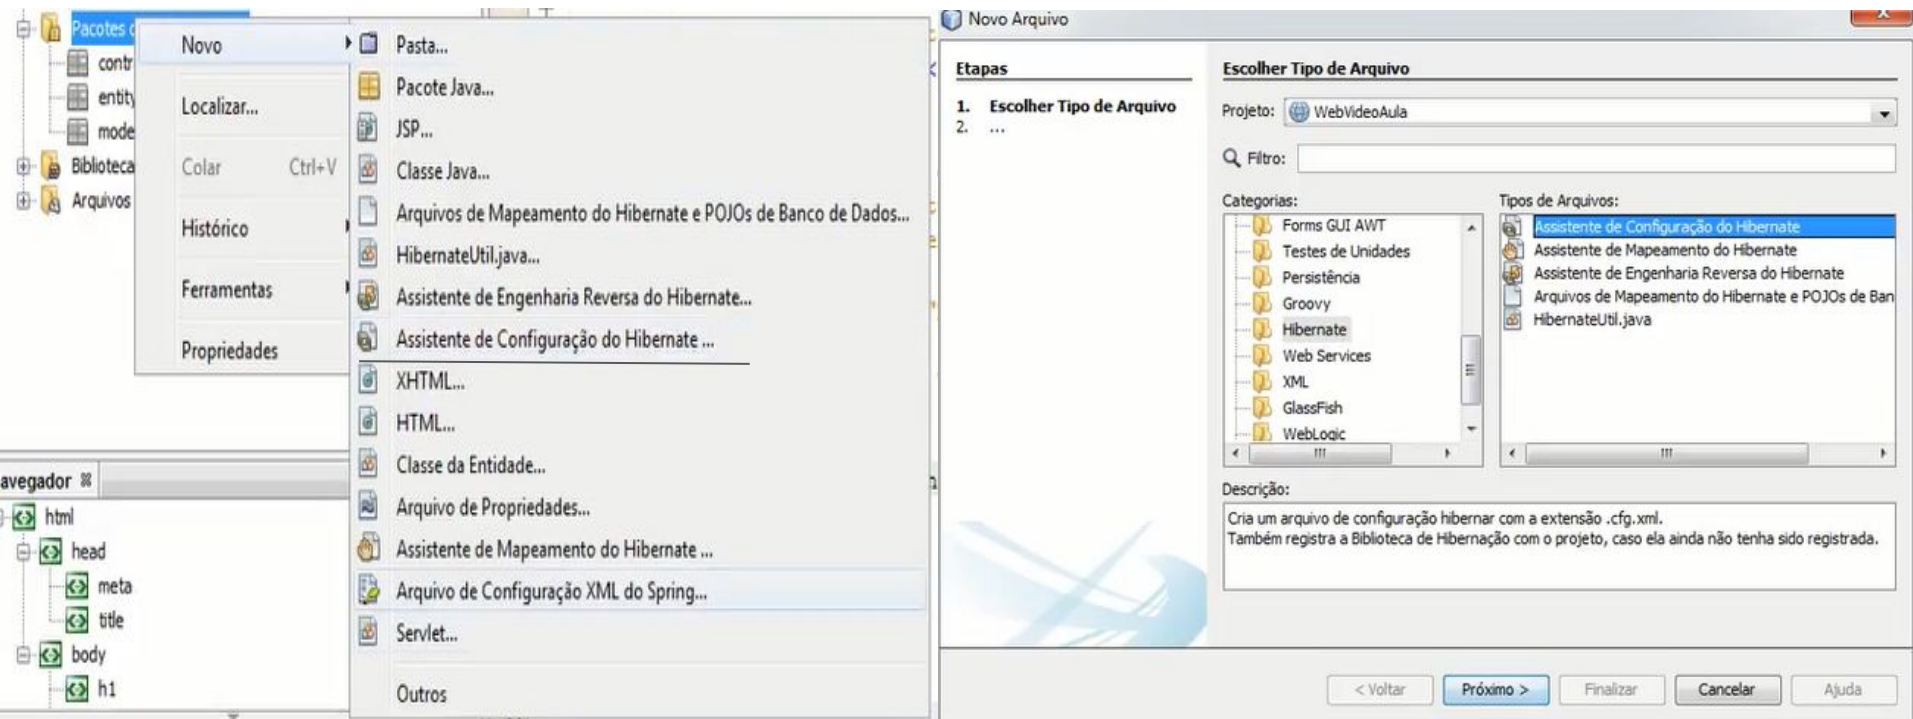 Pacotes
contr
entity
mode
Biblioteca
Arquivos
Novo
Localizar...
Colar Ctrl+V
Histórico
Ferramentas
Propriedades
Pasta...
Pacote Java...
JSP...
Classe Java...
Arquivos de Mapeamento do Hibernate e POJOs de Banco de Dados...
HibernateUtil.java...
Assistente de Engenharia Reversa do Hibernate...
Assistente de Configuração do Hibernate ...
XHTML...
HTML...
Classe da Entidade...
Arquivo de Propriedades...
Assistente de Mapeamento do Hibernate ...
Arquivo de Configuração XML do Spring...
Servlet...
Outros
avegador
html
head
meta
title
body
h1
Novo Arquivo
Etapas
1. Escolher Tipo de Arquivo
2. ...
Escolher Tipo de Arquivo
Projeto: WebVideoAula
Filtro:
Categorias:
Forms GUI AWT
Testes de Unidades
Persistência
Groovy
Hibernate
Web Services
XML
GlassFish
WebLogic
Tipos de Arquivos:
Assistente de Configuração do Hibernate
Assistente de Mapeamento do Hibernate
Assistente de Engenharia Reversa do Hibernate
Arquivos de Mapeamento do Hibernate e POJOs de Ban
HibernateUtil.java
Descrição:
Cria um arquivo de configuração hibernar com a extensão .cfg.xml.
Também registra a Biblioteca de Hibernação com o projeto, caso ela ainda não tenha sido registrada.
< Voltar Próximo > Finalizar Cancelar Ajuda